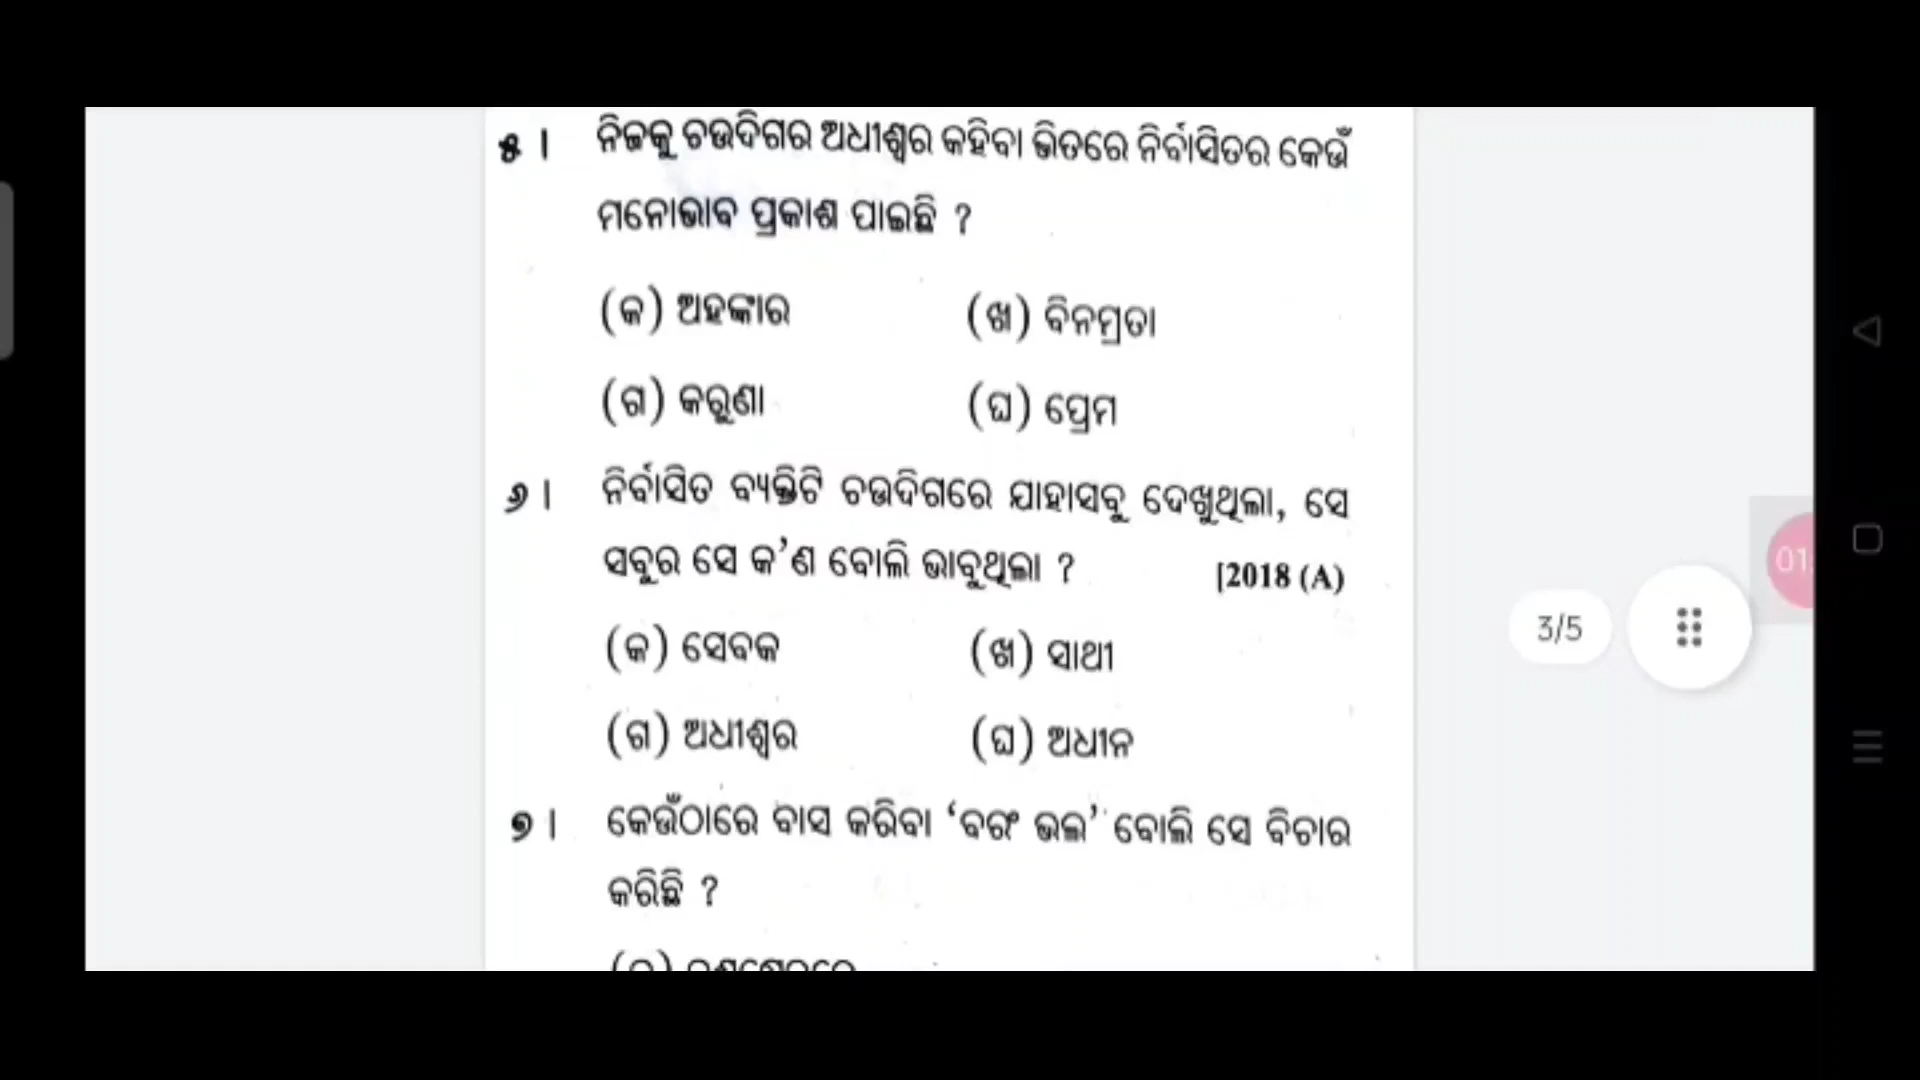 ୫ । ନିଜକୁ ଚଉଦିଗର ଅଧୀଶ୍ୱର କହିବା ଭିତରେ ନିର୍ବାସିତର କେଉଁ
ମନୋଭାବ ପ୍ରକାଶ ପାଇଛି ?
(କ) ଅହଙ୍କାର (ଖ) ବିନମ୍ରତା
(ଗ) କରୁଣା (ଘ) ପ୍ରେମ
୬ । ନିର୍ବାସିତ ବ୍ୟକ୍ତିଟି ଚଉଦିଗରେ ଯାହାସବୁ ଦେଖୁଥିଲା, ସେ
ସବୁର ସେ କ'ଣ ବୋଲି ଭାବୁଥିଲା ? [2018 (A)
(କ) ସେବକ (ଖ) ସାଥୀ
(ଗ) ଅଧୀଶ୍ୱର (ଘ) ଅଧୀନ
୭ । କେଉଁଠାରେ ବାସ କରିବା ‘ବରଂ ଭଲ’ ବୋଲି ସେ ବିଚାର
କରିଛି ?
3/5
01